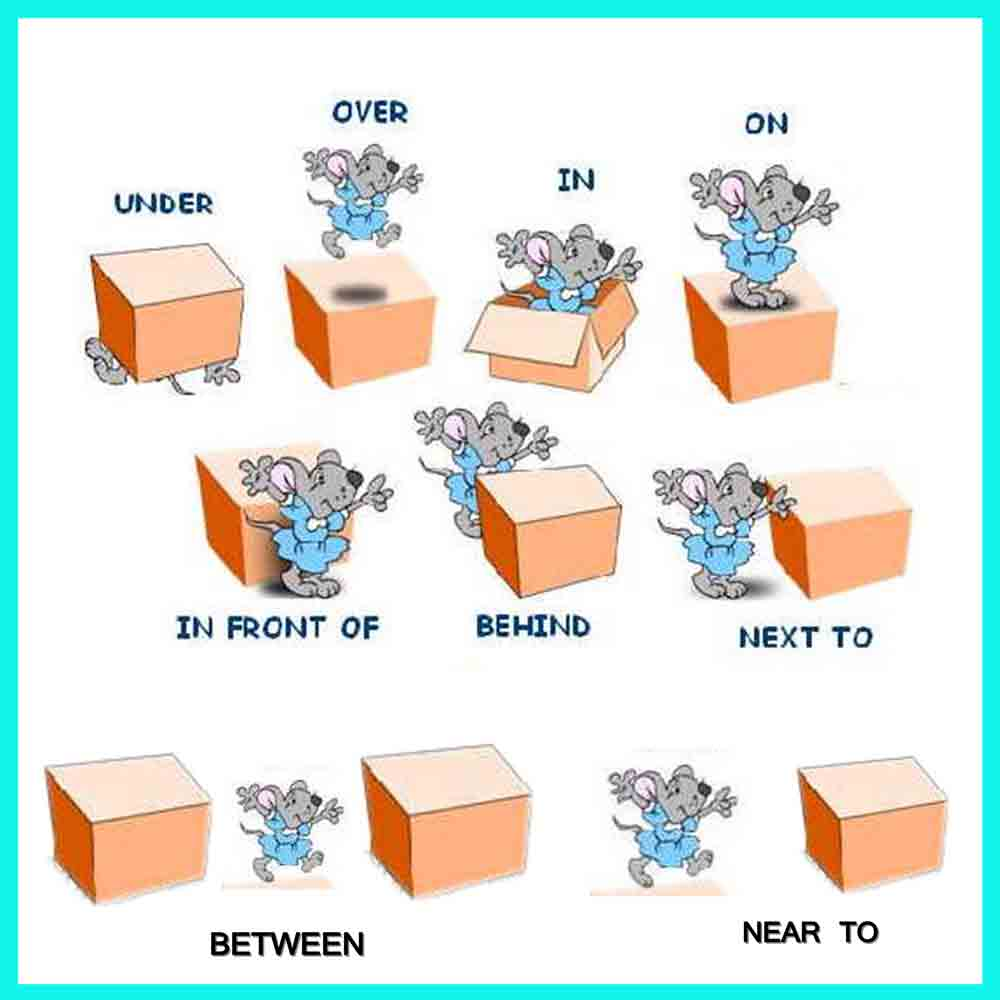 OVER
ON
IN
UNDER
IN FRONT OF
BEHIND
NEXT TO
BETWEEN
NEAR TO